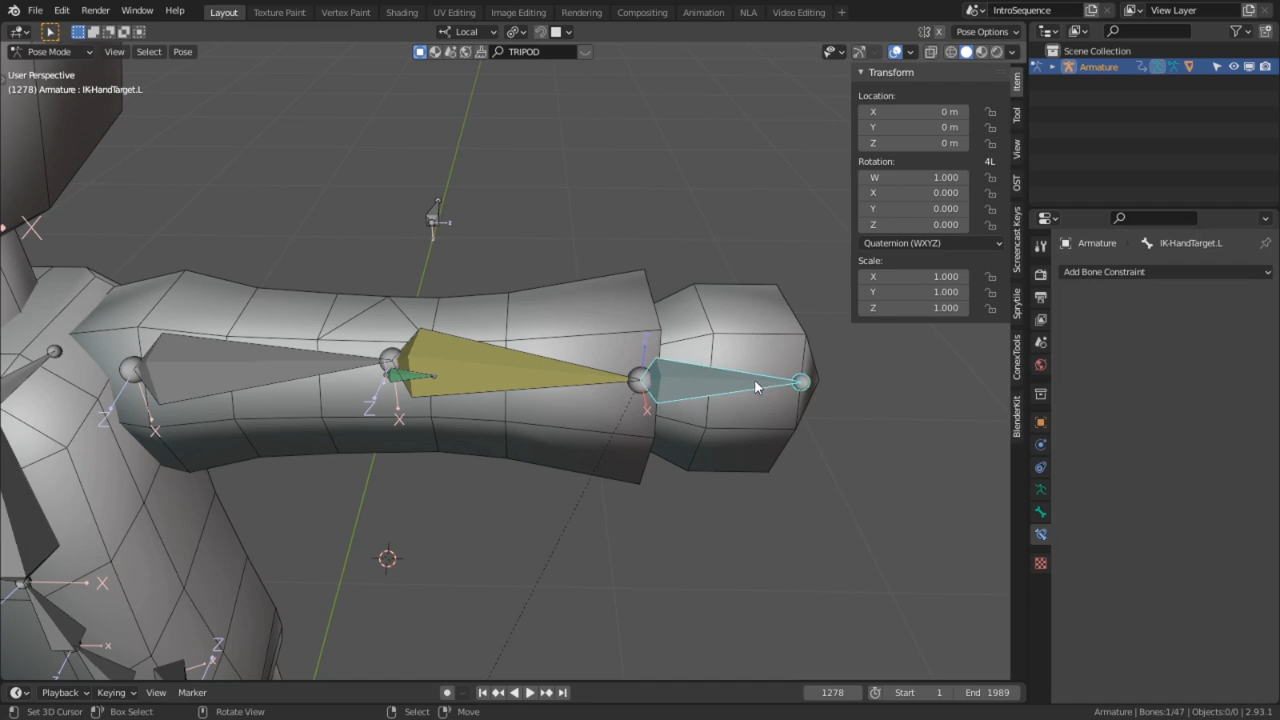 File Edit Render Window Help Layout Texture Paint Vertex Paint Shading UV Editing Image Editing Rendering Compositing Animation NLA Video Editing + IntroSequence View Layer
Local Pose Options
Pose Mode View Select Pose TRIPOD Scene Collection
Armature
User Perspective
(1278) Armature : IK-HandTarget.L
Transform
Location:
X 0 m
Y 0 m
Z 0 m
Rotation: 4L
W 1.000
X 0.000
Y 0.000
Z 0.000
Quaternion (WXYZ)
Scale:
X 1.000
Y 1.000
Z 1.000
Item
Tool
View
OST
Screencast Keys
Sprytile
ConexTools
BlenderKit
Armature IK-HandTarget.L
Add Bone Constraint
X
Z
X
Z
X
X
X
Z
X
X
Z
X
Playback Keying View Marker 1278 Start 1 End 1989
Set 3D Cursor Box Select Rotate View Select Move Armature | Bones:1/47 | Objects:0/0 | 2.93.1